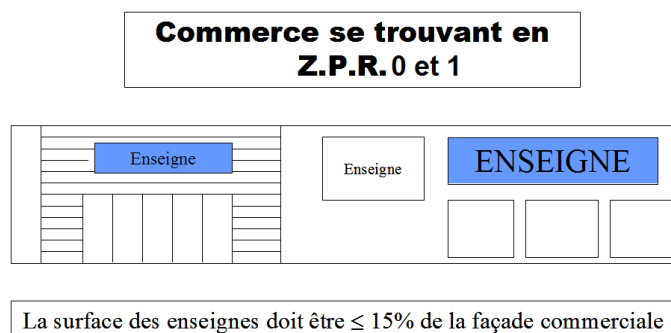 Commerce se trouvant en
Z.P.R. 0 et 1
Enseigne
Enseigne
ENSEIGNE
La surface des enseignes doit être ≤ 15% de la façade commerciale